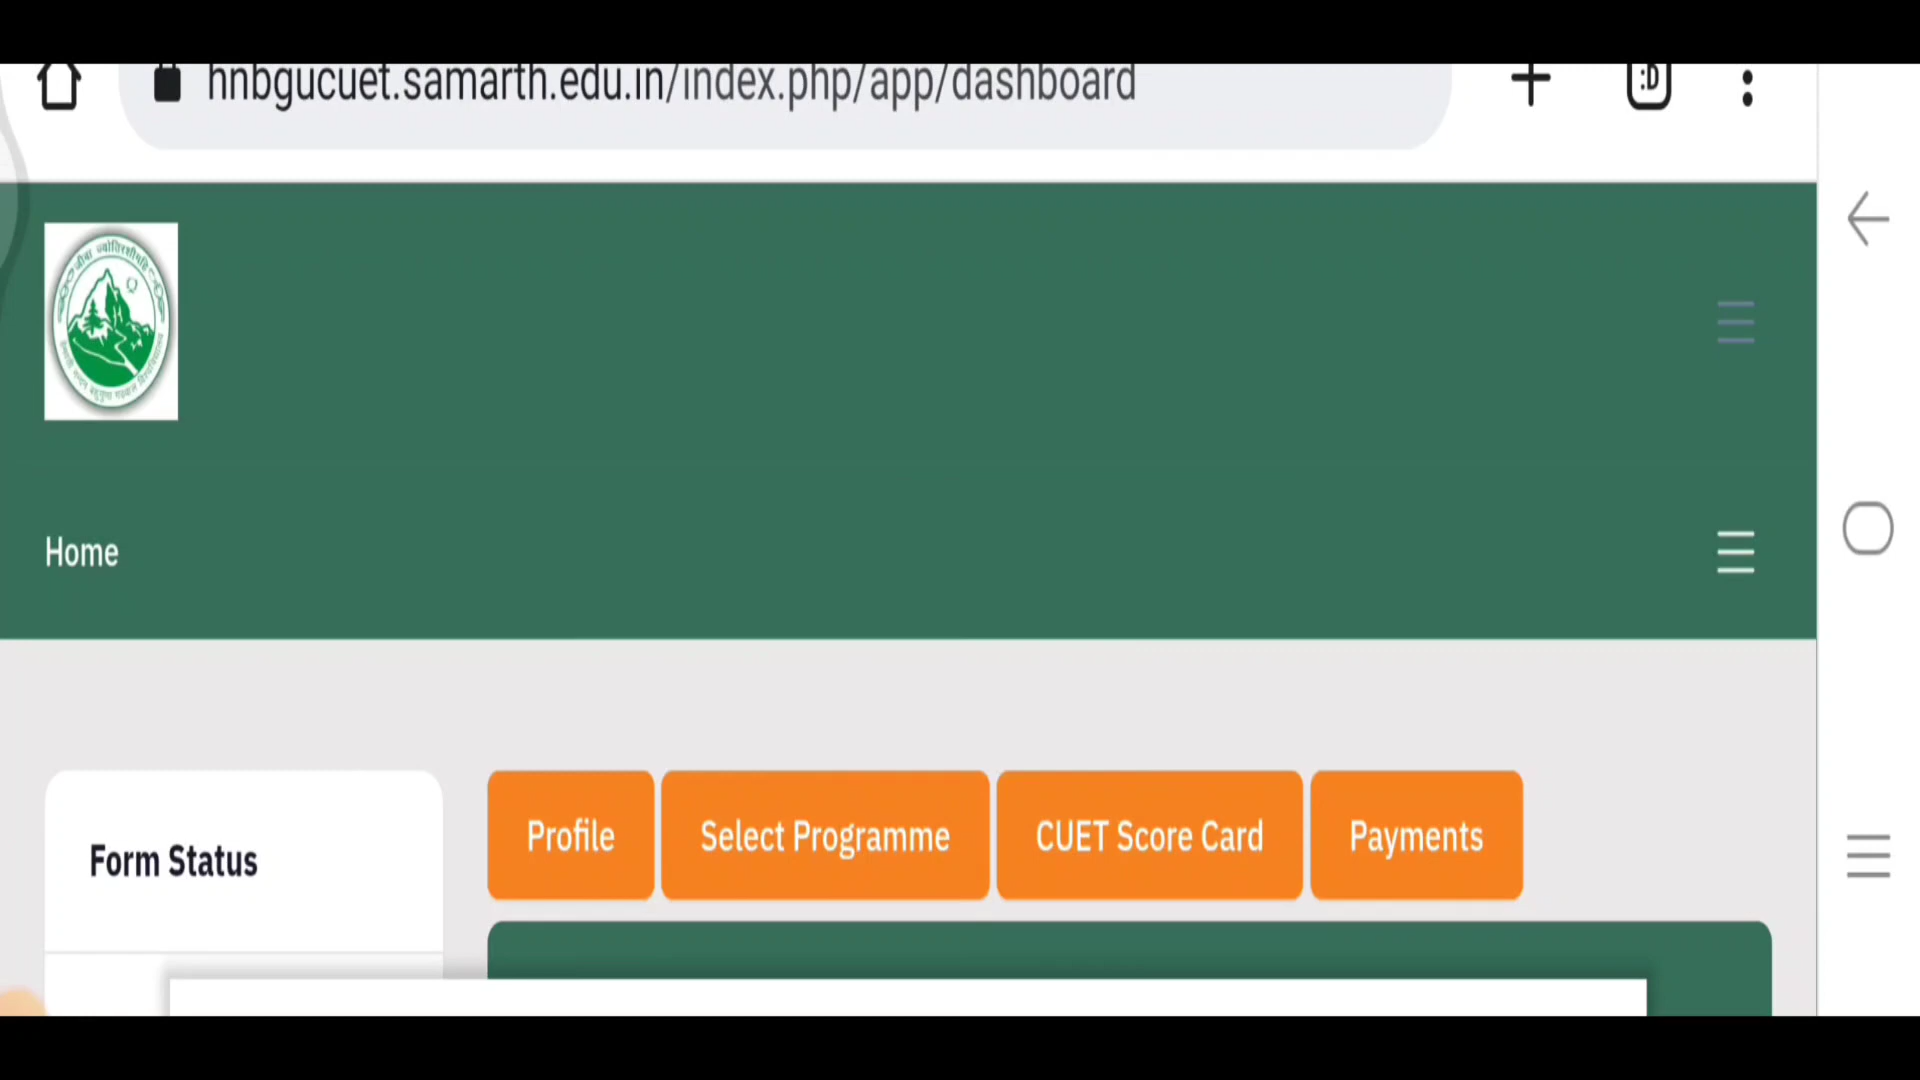 hnbgucuet.samarth.edu.in/index.php/app/dashboard
:D
Home
Form Status
Profile
Select Programme
CUET Score Card
Payments